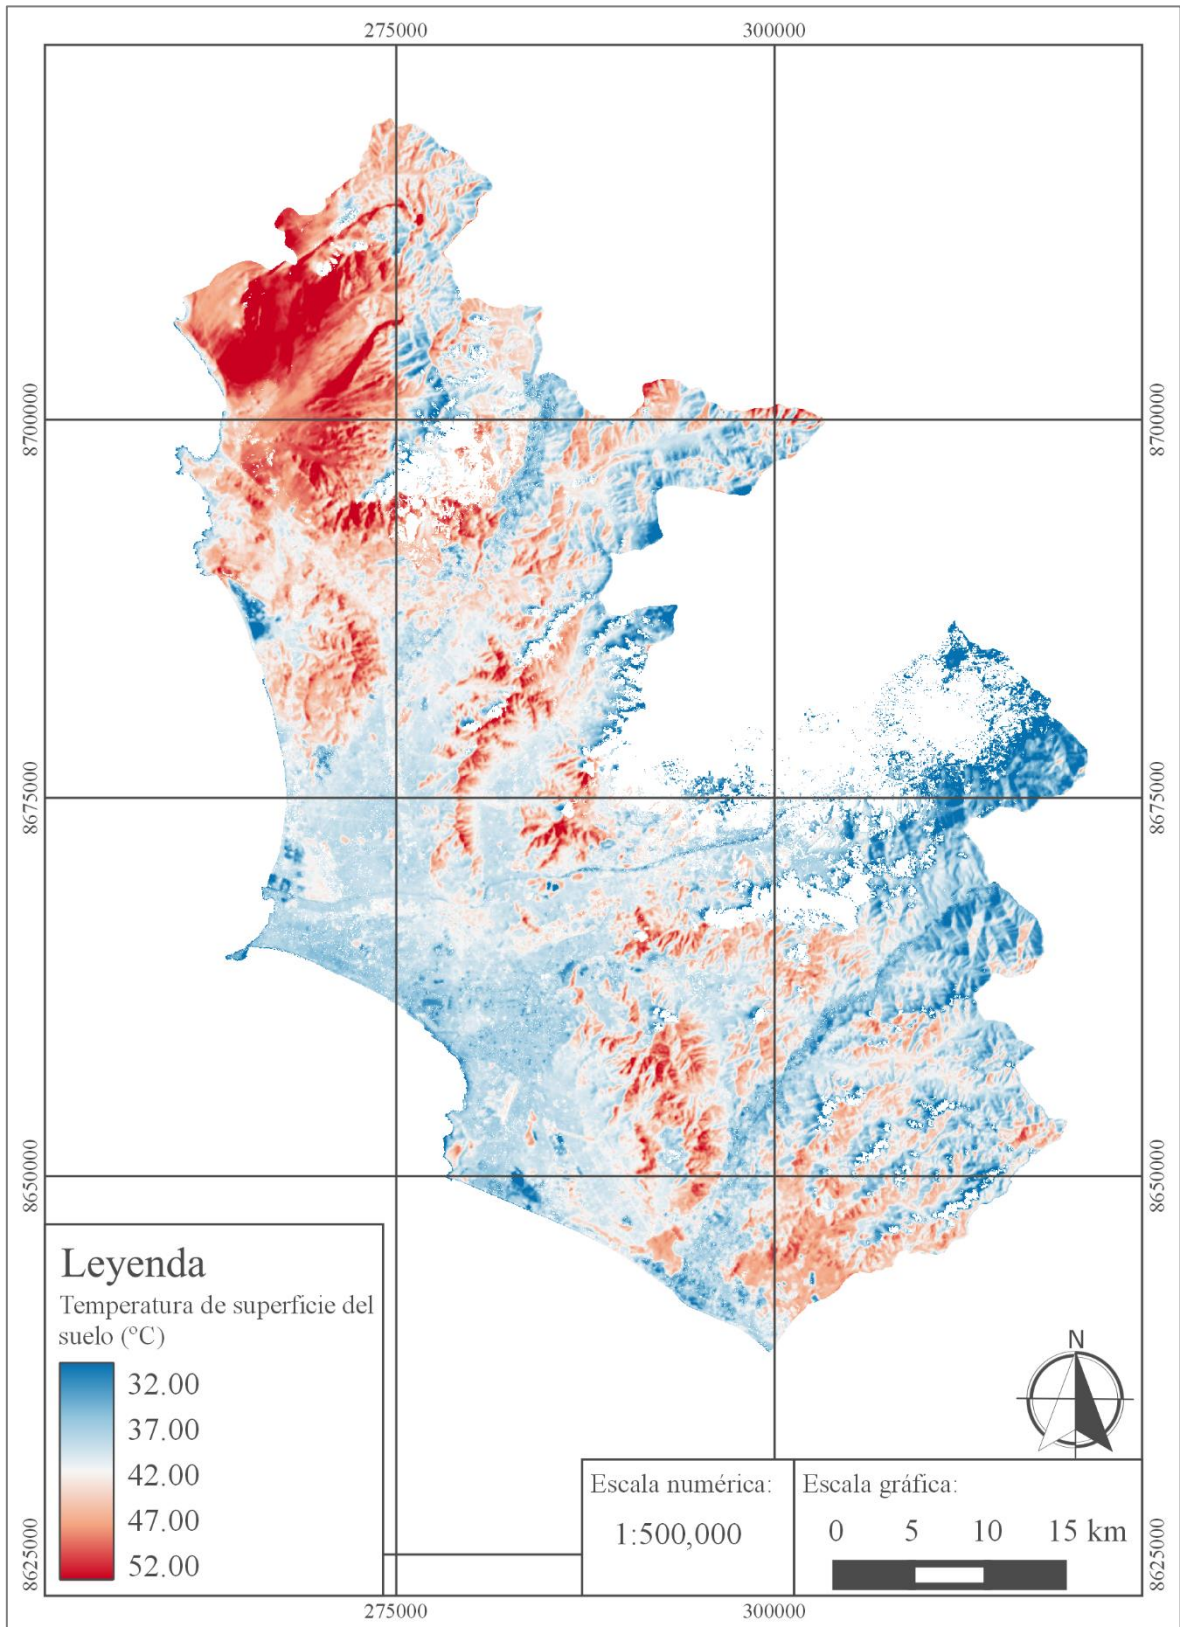 275000 300000
8700000 8700000
8675000 8675000
8650000 8650000
Leyenda
Temperatura de superficie del
suelo (°C)
32.00
37.00
42.00
47.00
52.00
N
Escala numérica:
1:500,000
Escala gráfica:
0 5 10 15 km
8625000 8625000
275000 300000